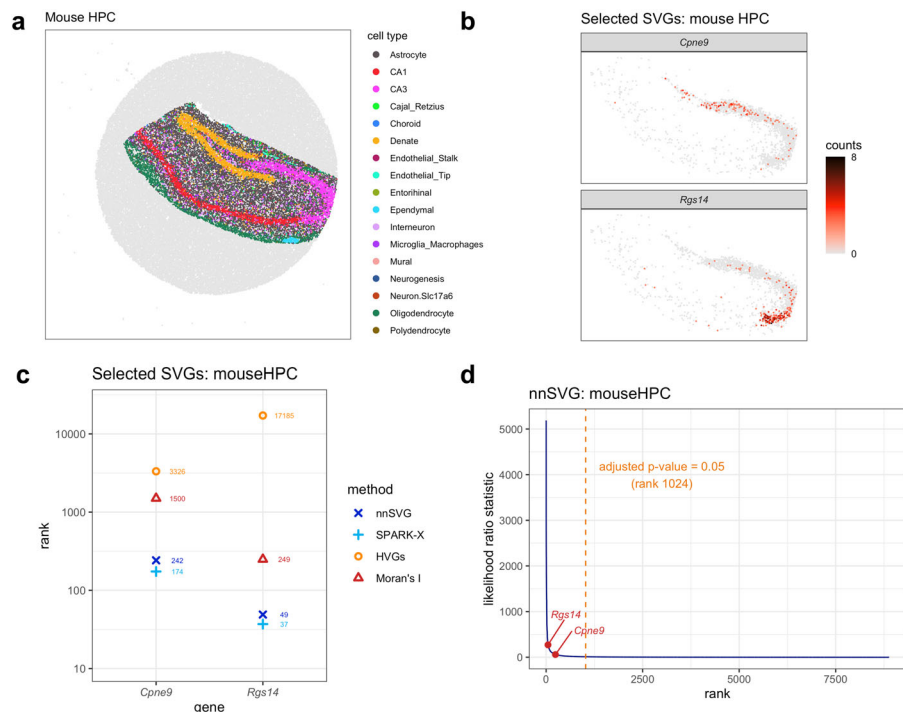 a
Mouse HPC
cell type
Astrocyte
CA1
CA3
Cajal_Retzius
Choroid
Denate
Endothelial_Stalk
Endothelial_Tip
Entorihinal
Ependymal
Interneuron
Microglia_Macrophages
Mural
Neurogenesis
Neuron.Slc17a6
Oligodendrocyte
Polydendrocyte
b
Selected SVGs: mouse HPC
Cpne9
Rgs14
counts
8
0
c
Selected SVGs: mouseHPC
rank
10000
1000
100
10
17185
3326
1500
242
174
249
49
37
Cpne9
Rgs14
gene
method
nnSVG
SPARK-X
HVGs
Moran's I
d
nnSVG: mouseHPC
likelihood ratio statistic
5000
4000
3000
2000
1000
0
adjusted p-value = 0.05
(rank 1024)
Rgs14
Cpne9
0
2500
5000
7500
rank